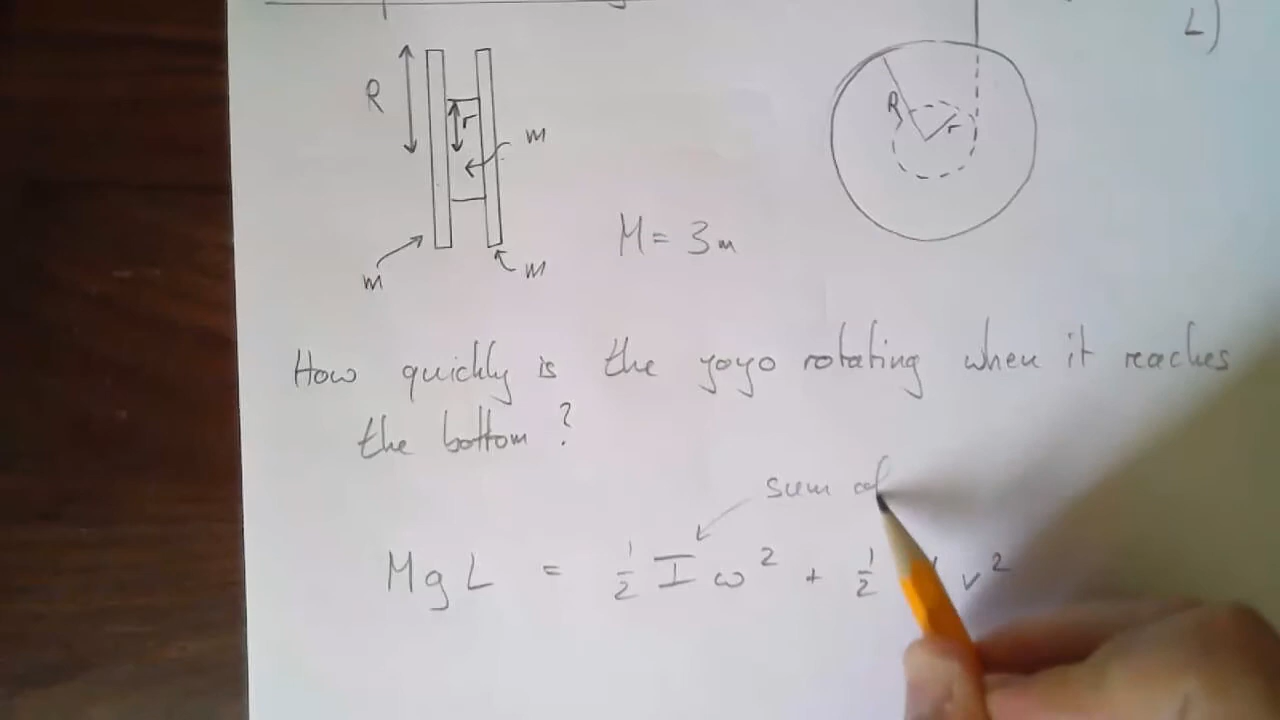 L)
R
r
m
R
r
M = 3m
m
m
How quickly is the yoyo rotating when it reaches
the bottom ?
sum of
MgL = ½ I ω² + ½ v²